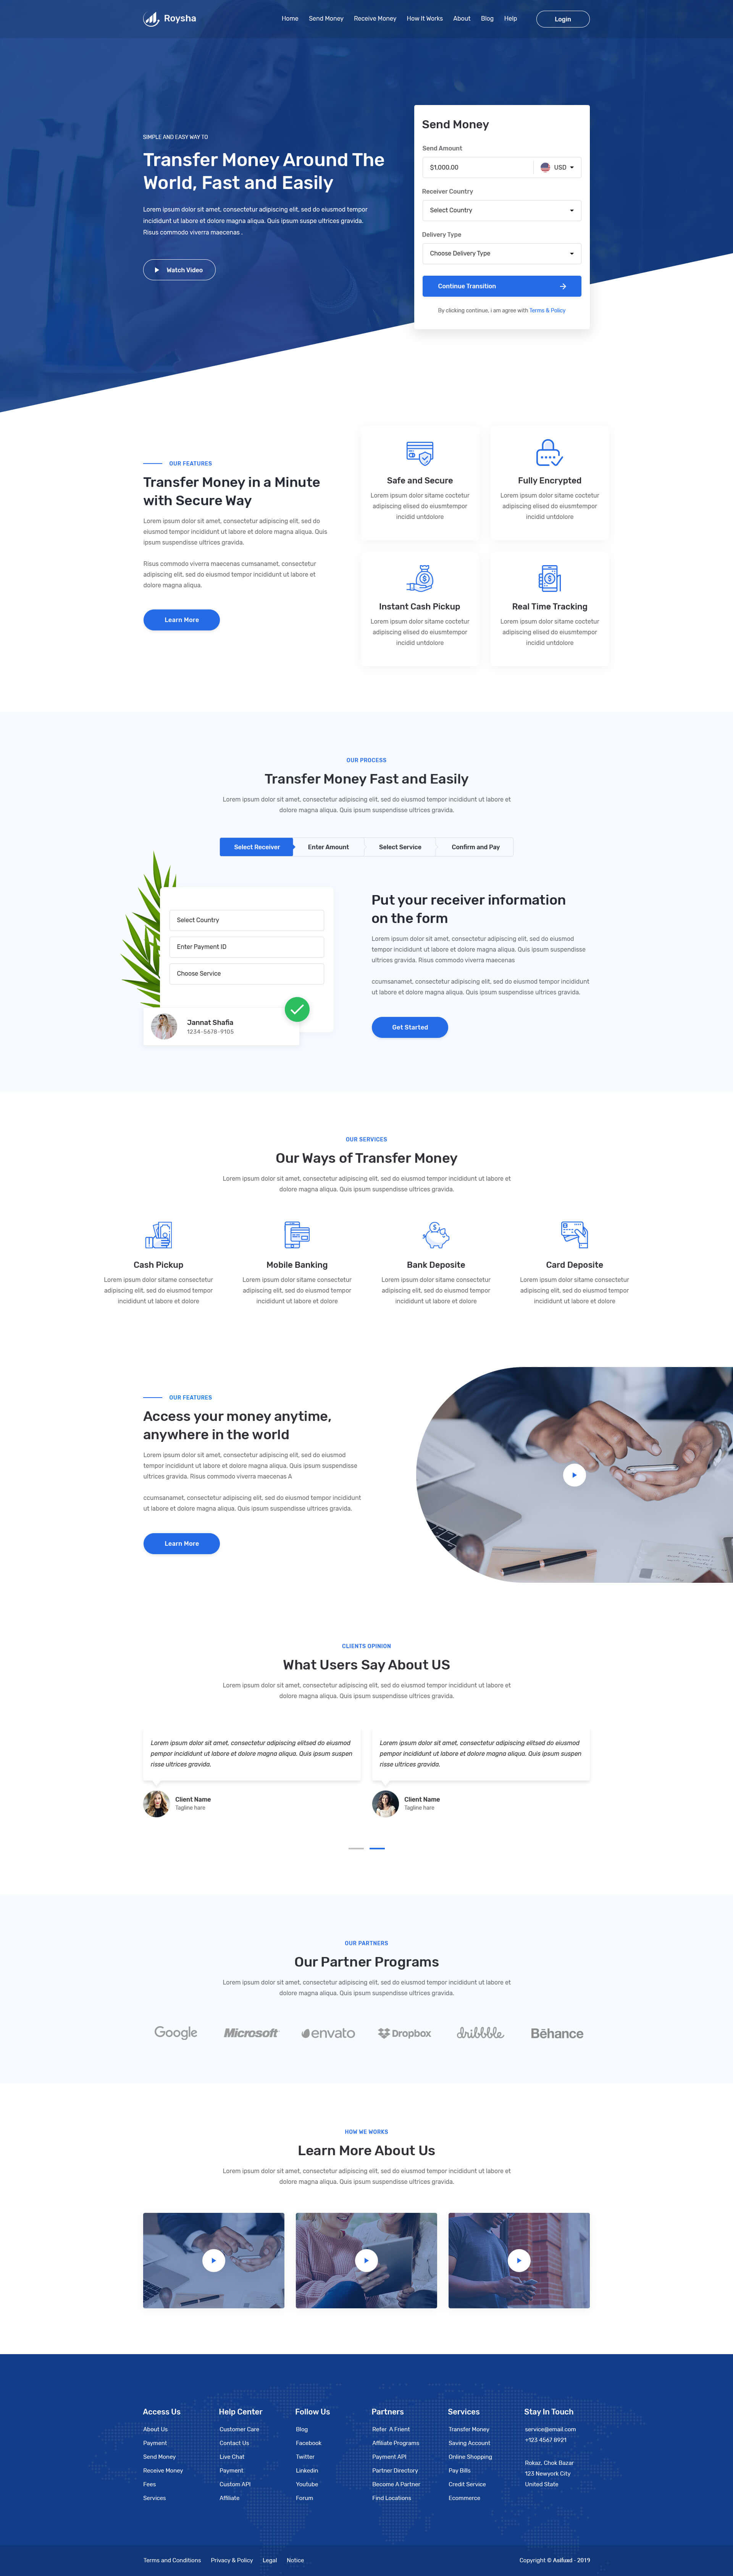 Roysha
Home Send Money Receive Money How It Works About Blog Help Login
SIMPLE AND EASY WAY TO
Transfer Money Around The
World, Fast and Easily
Lorem ipsum dolor sit amet, consectetur adipiscing elit, sed do eiusmod tempor
incididunt ut labore et dolore magna aliqua. Quis ipsum suspe ultrices gravida.
Risus commodo viverra maecenas .
Watch Video
Send Money
Send Amount
$1,000.00 USD
Receiver Country
Select Country
Delivery Type
Choose Delivery Type
Continue Transition
By clicking continue, i am agree with Terms & Policy
OUR FEATURES
Transfer Money in a Minute
with Secure Way
Lorem ipsum dolor sit amet, consectetur adipiscing elit, sed do
eiusmod tempor incididunt ut labore et dolore magna aliqua. Quis
ipsum suspendisse ultrices gravida.
Risus commodo viverra maecenas cumsanamet, consectetur
adipiscing elit, sed do eiusmod tempor incididunt ut labore et
dolore magna aliqua.
Learn More
Safe and Secure
Lorem ipsum dolor sitame coctetur
adipiscing elised do eiusmtempor
incidid untdolore
Fully Encrypted
Lorem ipsum dolor sitame coctetur
adipiscing elised do eiusmtempor
incidid untdolore
Instant Cash Pickup
Lorem ipsum dolor sitame coctetur
adipiscing elised do eiusmtempor
incidid untdolore
Real Time Tracking
Lorem ipsum dolor sitame coctetur
adipiscing elised do eiusmtempor
incidid untdolore
OUR PROCESS
Transfer Money Fast and Easily
Lorem ipsum dolor sit amet, consectetur adipiscing elit, sed do eiusmod tempor incididunt ut labore et
dolore magna aliqua. Quis ipsum suspendisse ultrices gravida.
Select Receiver Enter Amount Select Service Confirm and Pay
Select Country
Enter Payment ID
Choose Service
Jannat Shafia
1234-5678-9105
Put your receiver information
on the form
Lorem ipsum dolor sit amet, consectetur adipiscing elit, sed do eiusmod
tempor incididunt ut labore et dolore magna aliqua. Quis ipsum suspendisse
ultrices gravida. Risus commodo viverra maecenas
ccumsanamet, consectetur adipiscing elit, sed do eiusmod tempor incididunt
ut labore et dolore magna aliqua. Quis ipsum suspendisse ultrices gravida.
Get Started
OUR SERVICES
Our Ways of Transfer Money
Lorem ipsum dolor sit amet, consectetur adipiscing elit, sed do eiusmod tempor incididunt ut labore et
dolore magna aliqua. Quis ipsum suspendisse ultrices gravida.
Cash Pickup
Lorem ipsum dolor sitame consectetur
adipiscing elit, sed do eiusmod tempor
incididunt ut labore et dolore
Mobile Banking
Lorem ipsum dolor sitame consectetur
adipiscing elit, sed do eiusmod tempor
incididunt ut labore et dolore
Bank Deposite
Lorem ipsum dolor sitame consectetur
adipiscing elit, sed do eiusmod tempor
incididunt ut labore et dolore
Card Deposite
Lorem ipsum dolor sitame consectetur
adipiscing elit, sed do eiusmod tempor
incididunt ut labore et dolore
OUR FEATURES
Access your money anytime,
anywhere in the world
Lorem ipsum dolor sit amet, consectetur adipiscing elit, sed do eiusmod
tempor incididunt ut labore et dolore magna aliqua. Quis ipsum suspendisse
ultrices gravida. Risus commodo viverra maecenas A
ccumsanamet, consectetur adipiscing elit, sed do eiusmod tempor incididunt
ut labore et dolore magna aliqua. Quis ipsum suspendisse ultrices gravida.
Learn More
CLIENTS OPINION
What Users Say About US
Lorem ipsum dolor sit amet, consectetur adipiscing elit, sed do eiusmod tempor incididunt ut labore et
dolore magna aliqua. Quis ipsum suspendisse ultrices gravida.
Lorem ipsum dolor sit amet, consectetur adipiscing elitsed do eiusmod
pempor incididunt ut labore et dolore magna aliqua. Quis ipsum suspen
risse ultrices gravida.
Client Name
Tagline hare
Lorem ipsum dolor sit amet, consectetur adipiscing elitsed do eiusmod
pempor incididunt ut labore et dolore magna aliqua. Quis ipsum suspen
risse ultrices gravida.
Client Name
Tagline hare
OUR PARTNERS
Our Partner Programs
Lorem ipsum dolor sit amet, consectetur adipiscing elit, sed do eiusmod tempor incididunt ut labore et
dolore magna aliqua. Quis ipsum suspendisse ultrices gravida.
Google Microsoft envato Dropbox dribbble Bēhance
HOW WE WORKS
Learn More About Us
Lorem ipsum dolor sit amet, consectetur adipiscing elit, sed do eiusmod tempor incididunt ut labore et
dolore magna aliqua. Quis ipsum suspendisse ultrices gravida.
Access Us
About Us
Payment
Send Money
Receive Money
Fees
Services
Help Center
Customer Care
Contact Us
Live Chat
Payment
Custom API
Affiliate
Follow Us
Blog
Facebook
Twitter
Linkedin
Youtube
Forum
Partners
Refer A Frient
Affiliate Programs
Payment API
Partner Directory
Become A Partner
Find Locations
Services
Transfer Money
Saving Account
Online Shopping
Pay Bills
Credit Service
Ecommerce
Stay In Touch
service@email.com
+123 4567 8921
Rokaz, Chok Bazar
123 Newyork City
United State
Terms and Conditions Privacy & Policy Legal Notice
Copyright © Asifuxd - 2019